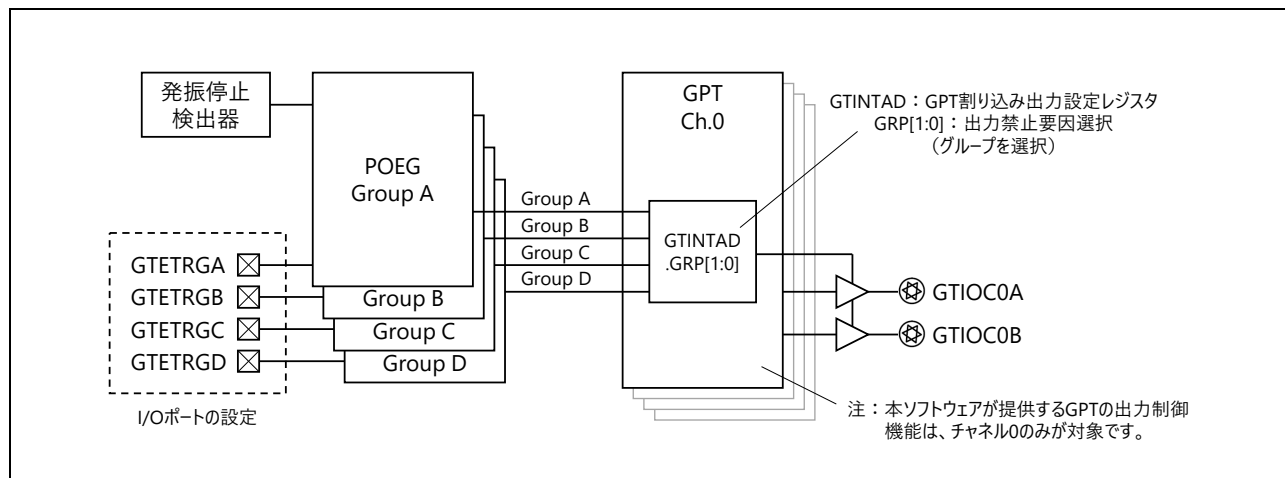 発振停止
検出器
POEG
Group A
Group B
Group C
Group D
GTETRGA
GTETRGB
GTETRGC
GTETRGD
I/Oポートの設定
Group A
Group B
Group C
Group D
GPT
Ch.0
GTINTAD
.GRP[1:0]
GTINTAD：GPT割り込み出力設定レジスタ
GRP[1:0]：出力禁止要因選択
（グループを選択）
GTIOC0A
GTIOC0B
注：本ソフトウェアが提供するGPTの出力制御
機能は、チャネル0のみが対象です。